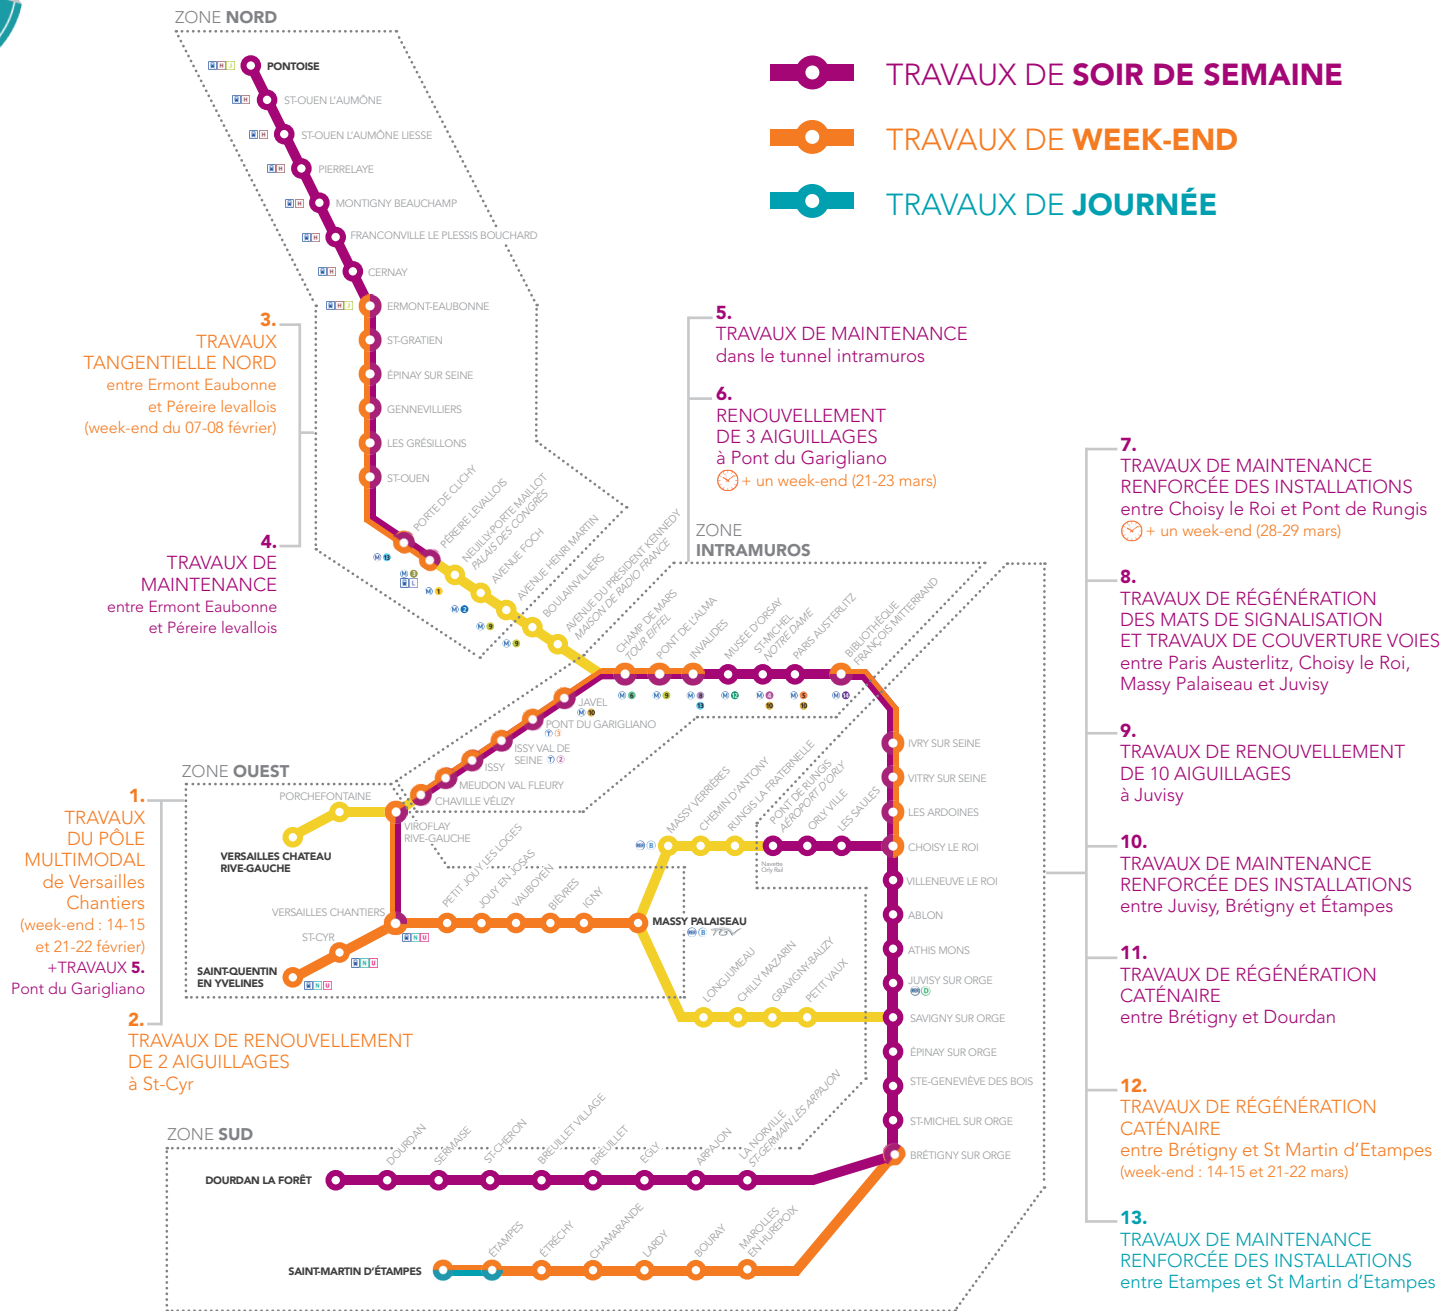 ZONE NORD
PONTOISE
ST-OUEN L'AUMÔNE
ST-OUEN L'AUMÔNE LIESSE
PIERRELAYE
MONTIGNY BEAUCHAMP
FRANCONVILLE LE PLESSIS BOUCHARD
CERNAY
ERMONT-EAUBONNE
ST-GRATIEN
ÉPINAY SUR SEINE
GENNEVILLIERS
LES GRÉSILLONS
ST-OUEN
PORTE DE CLICHY
PÉREIRE LEVALLOIS
NEUILLY-PORTE MAILLOT
PALAIS DES CONGRÈS
AVENUE FOCH
AVENUE HENRI MARTIN
BOULAINVILLIERS
AVENUE DU PRÉSIDENT KENNEDY
MAISON DE RADIO FRANCE
TRAVAUX DE SOIR DE SEMAINE
TRAVAUX DE WEEK-END
TRAVAUX DE JOURNÉE
3.
TRAVAUX
TANGENTIELLE NORD
entre Ermont Eaubonne
et Péreire levallois
(week-end du 07-08 février)
4.
TRAVAUX DE
MAINTENANCE
entre Ermont Eaubonne
et Péreire levallois
5.
TRAVAUX DE MAINTENANCE
dans le tunnel intramuros
6.
RENOUVELLEMENT
DE 3 AIGUILLAGES
à Pont du Garigliano
+ un week-end (21-23 mars)
ZONE
INTRAMUROS
CHAMP DE MARS
TOUR EIFFEL
PONT DE L'ALMA
INVALIDES
MUSÉE D'ORSAY
ST-MICHEL
NOTRE DAME
PARIS AUSTERLITZ
BIBLIOTHÈQUE
FRANÇOIS MITTERRAND
JAVEL
PONT DU GARIGLIANO
ISSY VAL DE
SEINE
ISSY
MEUDON VAL FLEURY
CHAVILLE VÉLIZY
ZONE OUEST
PORCHEFONTAINE
VIROFLAY
RIVE-GAUCHE
VERSAILLES CHATEAU
RIVE-GAUCHE
VERSAILLES CHANTIERS
ST-CYR
SAINT-QUENTIN
EN YVELINES
PETIT JOUY LES LOGES
JOUY EN JOSAS
VAUBOYEN
BIÈVRES
IGNY
MASSY PALAISEAU
TGV
MASSY VERRIÈRES
CHEMIN D'ANTONY
RUNGIS LA FRATERNELLE
PONT DE RUNGIS
AÉROPORT D'ORLY
Navette
Orly Rail
ORLY VILLE
LES SAULES
LONGJUMEAU
CHILLY MAZARIN
GRAVIGNY-BALIZY
PETIT VAUX
1.
TRAVAUX
DU PÔLE
MULTIMODAL
de Versailles
Chantiers
(week-end : 14-15
et 21-22 février)
+TRAVAUX 5.
Pont du Garigliano
2.
TRAVAUX DE RENOUVELLEMENT
DE 2 AIGUILLAGES
à St-Cyr
IVRY SUR SEINE
VITRY SUR SEINE
LES ARDOINES
CHOISY LE ROI
VILLENEUVE LE ROI
ABLON
ATHIS MONS
JUVISY SUR ORGE
SAVIGNY SUR ORGE
ÉPINAY SUR ORGE
STE-GENEVIÈVE DES BOIS
ST-MICHEL SUR ORGE
BRÉTIGNY SUR ORGE
ZONE SUD
DOURDAN LA FORÊT
DOURDAN
SERMAISE
ST-CHÉRON
BREUILLET VILLAGE
BREUILLET
EGLY
ARPAJON
LA NORVILLE
ST-GERMAIN LÈS ARPAJON
SAINT-MARTIN D'ÉTAMPES
ÉTAMPES
ÉTRÉCHY
CHAMARANDE
LARDY
BOURAY
MAROLLES
EN HUREPOIX
7.
TRAVAUX DE MAINTENANCE
RENFORCÉE DES INSTALLATIONS
entre Choisy le Roi et Pont de Rungis
+ un week-end (28-29 mars)
8.
TRAVAUX DE RÉGÉNÉRATION
DES MATS DE SIGNALISATION
ET TRAVAUX DE COUVERTURE VOIES
entre Paris Austerlitz, Choisy le Roi,
Massy Palaiseau et Juvisy
9.
TRAVAUX DE RENOUVELLEMENT
DE 10 AIGUILLAGES
à Juvisy
10.
TRAVAUX DE MAINTENANCE
RENFORCÉE DES INSTALLATIONS
entre Juvisy, Brétigny et Étampes
11.
TRAVAUX DE RÉGÉNÉRATION
CATÉNAIRE
entre Brétigny et Dourdan
12.
TRAVAUX DE RÉGÉNÉRATION
CATÉNAIRE
entre Brétigny et St Martin d'Etampes
(week-end : 14-15 et 21-22 mars)
13.
TRAVAUX DE MAINTENANCE
RENFORCÉE DES INSTALLATIONS
entre Etampes et St Martin d'Etampes